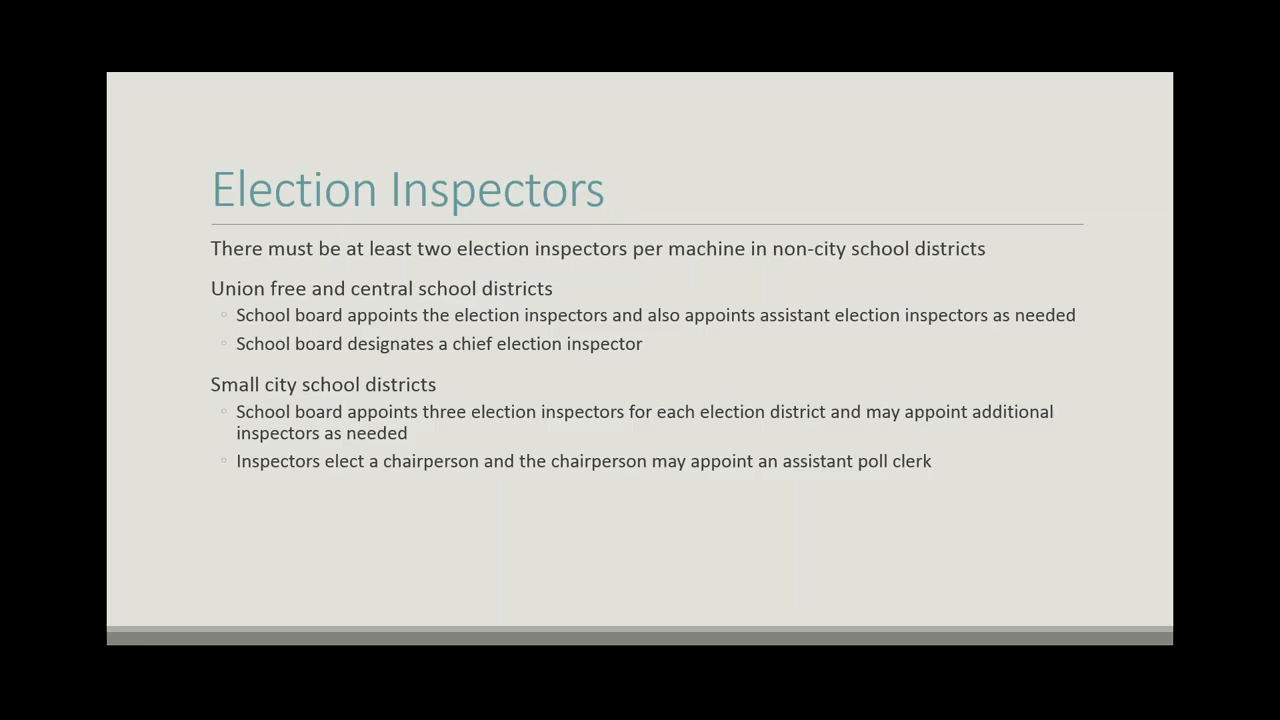 Election Inspectors
There must be at least two election inspectors per machine in non-city school districts
Union free and central school districts
◦ School board appoints the election inspectors and also appoints assistant election inspectors as needed
◦ School board designates a chief election inspector
Small city school districts
◦ School board appoints three election inspectors for each election district and may appoint additional
inspectors as needed
◦ Inspectors elect a chairperson and the chairperson may appoint an assistant poll clerk